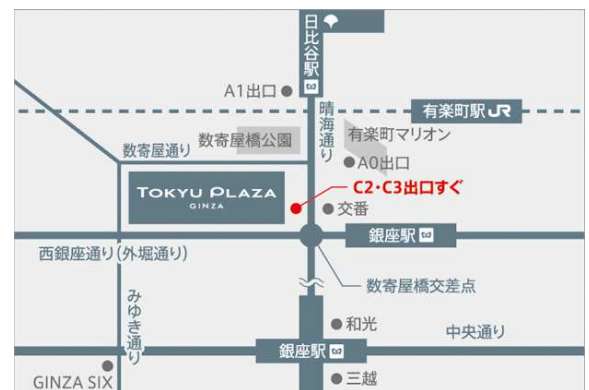 日比谷駅
A1出口
有楽町駅JR
晴海通り
数寄屋橋公園
有楽町マリオン
数寄屋通り
A0出口
C2・C3出口すぐ
TOKYU PLAZA
GINZA
交番
銀座駅
西銀座通り(外堀通り)
数寄屋橋交差点
みゆき通り
和光
中央通り
銀座駅
GINZA SIX
三越